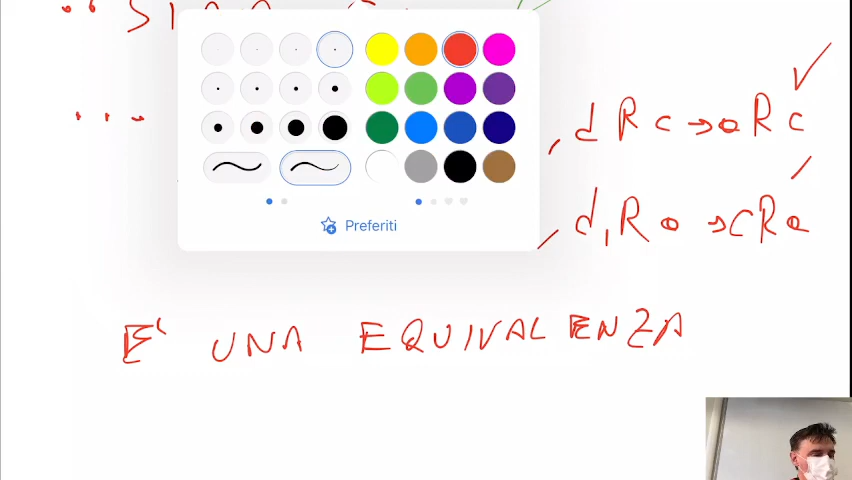 , d R c → a R c ✓
, d, R a → c R a
Preferiti
E' UNA EQUIVALENZA